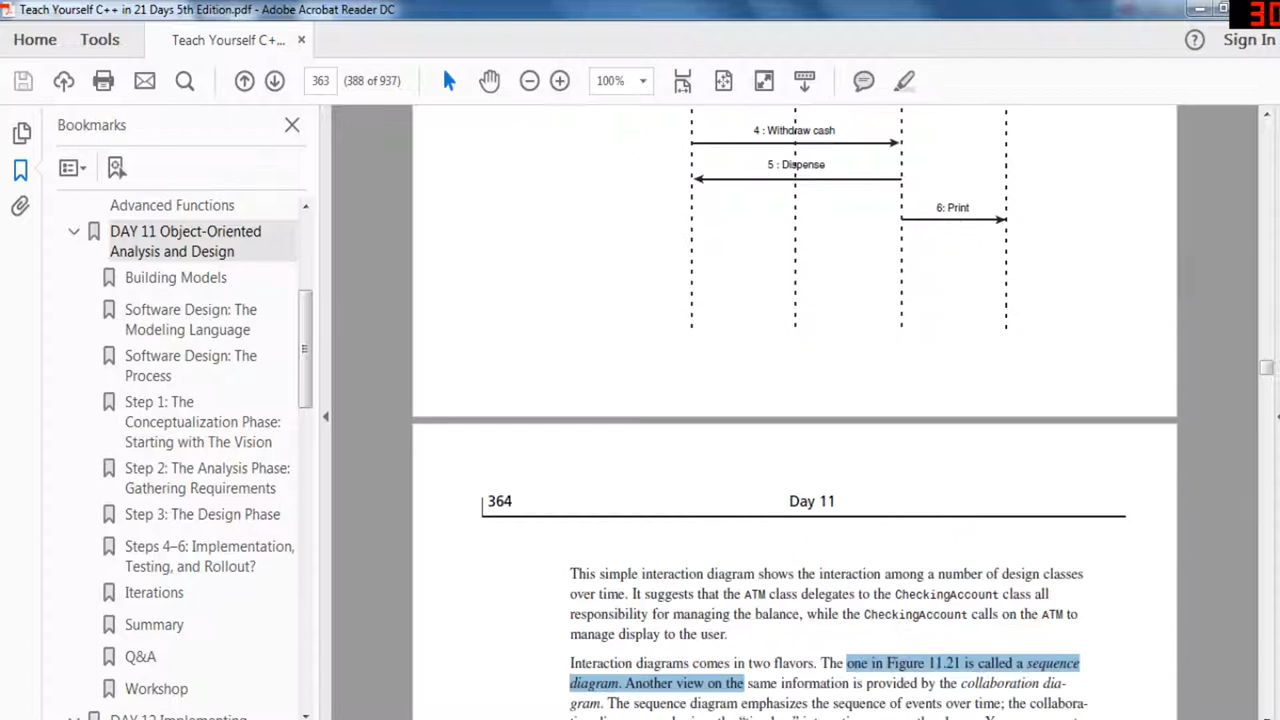 Teach Yourself C++ in 21 Days 5th Edition.pdf - Adobe Acrobat Reader DC
30
Home Tools Teach Yourself C+... × Sign In
363 (388 of 937) 100%
Bookmarks
Advanced Functions
DAY 11 Object-Oriented
Analysis and Design
Building Models
Software Design: The
Modeling Language
Software Design: The
Process
Step 1: The
Conceptualization Phase:
Starting with The Vision
Step 2: The Analysis Phase:
Gathering Requirements
Step 3: The Design Phase
Steps 4–6: Implementation,
Testing, and Rollout?
Iterations
Summary
Q&A
Workshop
DAY 12 Implementing
4 : Withdraw cash
5 : Dispense
6: Print
364 Day 11
This simple interaction diagram shows the interaction among a number of design classes
over time. It suggests that the ATM class delegates to the CheckingAccount class all
responsibility for managing the balance, while the CheckingAccount calls on the ATM to
manage display to the user.
Interaction diagrams comes in two flavors. The one in Figure 11.21 is called a sequence
diagram. Another view on the same information is provided by the collaboration dia-
gram. The sequence diagram emphasizes the sequence of events over time; the collabora-